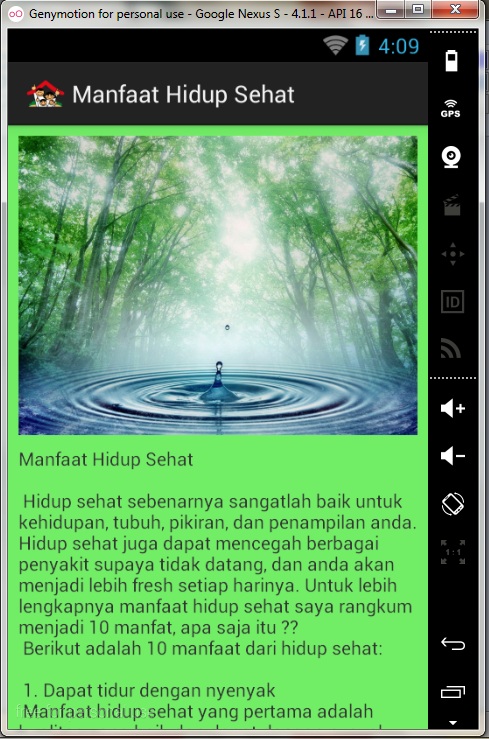 Genymotion for personal use - Google Nexus S - 4.1.1 - API 16 ...
4:09
Manfaat Hidup Sehat
GPS
ID
1:1
Manfaat Hidup Sehat
Hidup sehat sebenarnya sangatlah baik untuk
kehidupan, tubuh, pikiran, dan penampilan anda.
Hidup sehat juga dapat mencegah berbagai
penyakit supaya tidak datang, dan anda akan
menjadi lebih fresh setiap harinya. Untuk lebih
lengkapnya manfaat hidup sehat saya rangkum
menjadi 10 manfat, apa saja itu ??
Berikut adalah 10 manfaat dari hidup sehat:
1. Dapat tidur dengan nyenyak
Manfaat hidup sehat yang pertama adalah